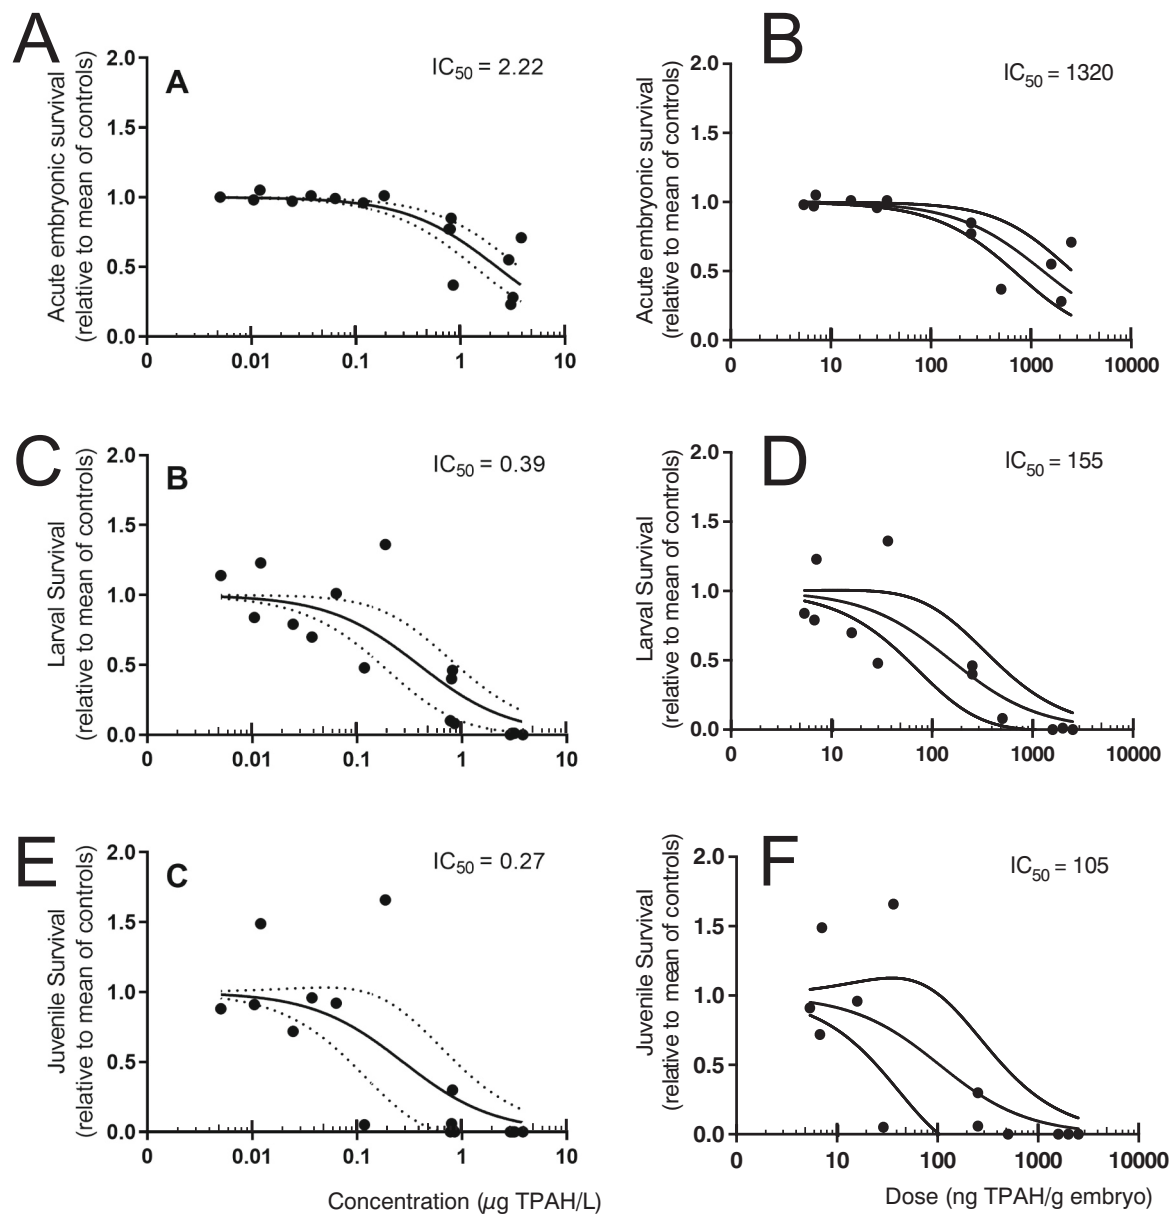 A
B
Acute embryonic survival
(relative to mean of controls)
2.0
1.5
1.0
0.5
0.0
A
IC50 = 2.22
0 0.01 0.1 1 10
Acute embryonic survival
(relative to mean of controls)
2.0
1.5
1.0
0.5
0.0
IC50 = 1320
0 10 100 1000 10000
C
D
Larval Survival
(relative to mean of controls)
2.0
1.5
1.0
0.5
0.0
B
IC50 = 0.39
0 0.01 0.1 1 10
Larval Survival
(relative to mean of controls)
2.0
1.5
1.0
0.5
0.0
IC50 = 155
0 10 100 1000 10000
E
F
Juvenile Survival
(relative to mean of controls)
2.0
1.5
1.0
0.5
0.0
C
IC50 = 0.27
0 0.01 0.1 1 10
Concentration (µg TPAH/L)
Juvenile Survival
(relative to mean of controls)
2.0
1.5
1.0
0.5
0.0
IC50 = 105
0 10 100 1000 10000
Dose (ng TPAH/g embryo)